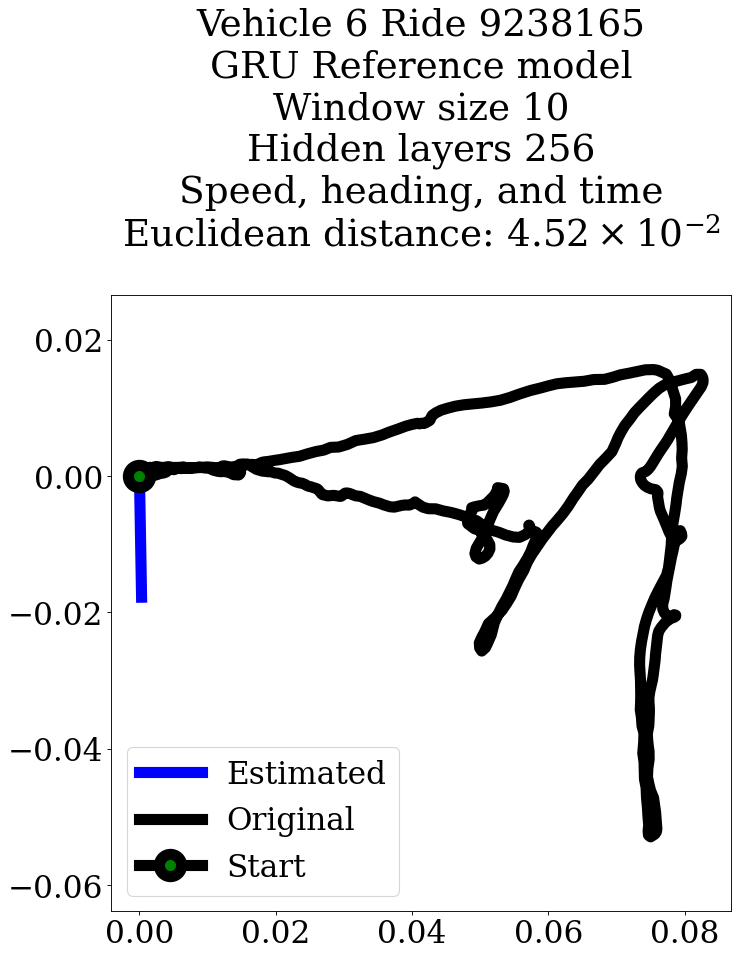 Vehicle 6 Ride 9238165
GRU Reference model
Window size 10
Hidden layers 256
Speed, heading, and time
Euclidean distance: 4.52 × 10⁻²
0.02
0.00
−0.02
−0.04
−0.06
Estimated
Original
Start
0.00 0.02 0.04 0.06 0.08